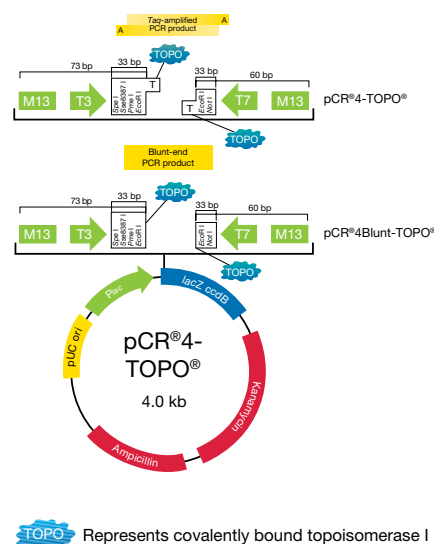 Taq-amplified A
A PCR product
TOPO
73 bp 33 bp 33 bp 60 bp
M13 T3 Spe I Sse8387 I Pme I EcoR I T T EcoR I Not I T7 M13 pCR®4-TOPO®
TOPO
Blunt-end
PCR product
TOPO
73 bp 33 bp 33 bp 60 bp
M13 T3 Spe I Sse8387 I Pme I EcoR I EcoR I Not I T7 M13 pCR®4Blunt-TOPO®
TOPO
Plac lacZ ccdB
pUC ori
pCR®4-
TOPO®
4.0 kb
Kanamycin
Ampicillin
TOPO Represents covalently bound topoisomerase I